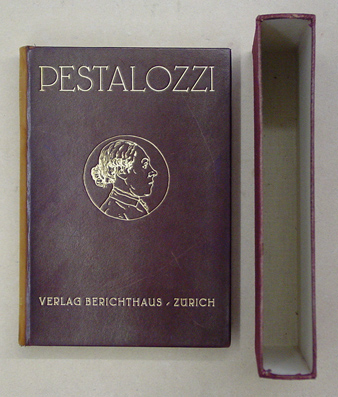 PESTALOZZI
VERLAG BERICHTHAUS - ZÜRICH